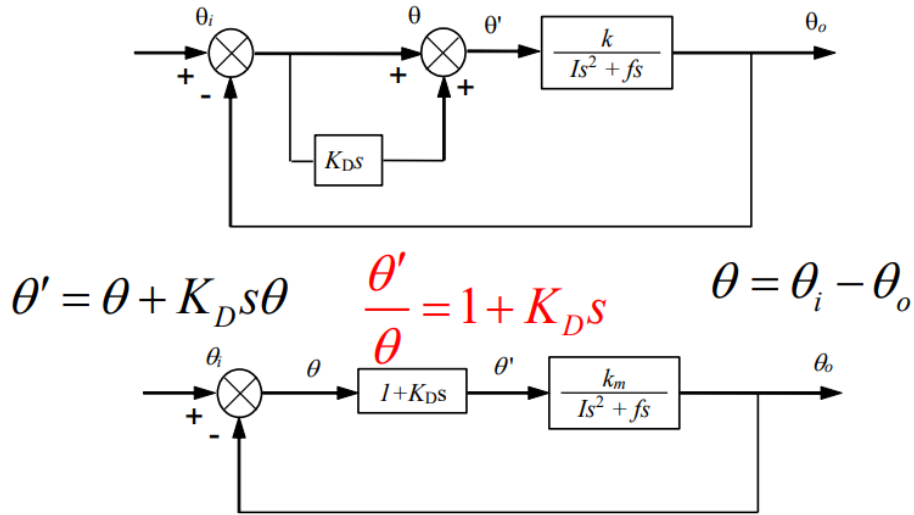 θi θ θ' k θo
Is² + fs
+ - + +
KDs
θ' = θ + KDsθ θ'/θ = 1 + KDs θ = θi − θo
θi θ 1+KDs θ' km θo
Is² + fs
+ -